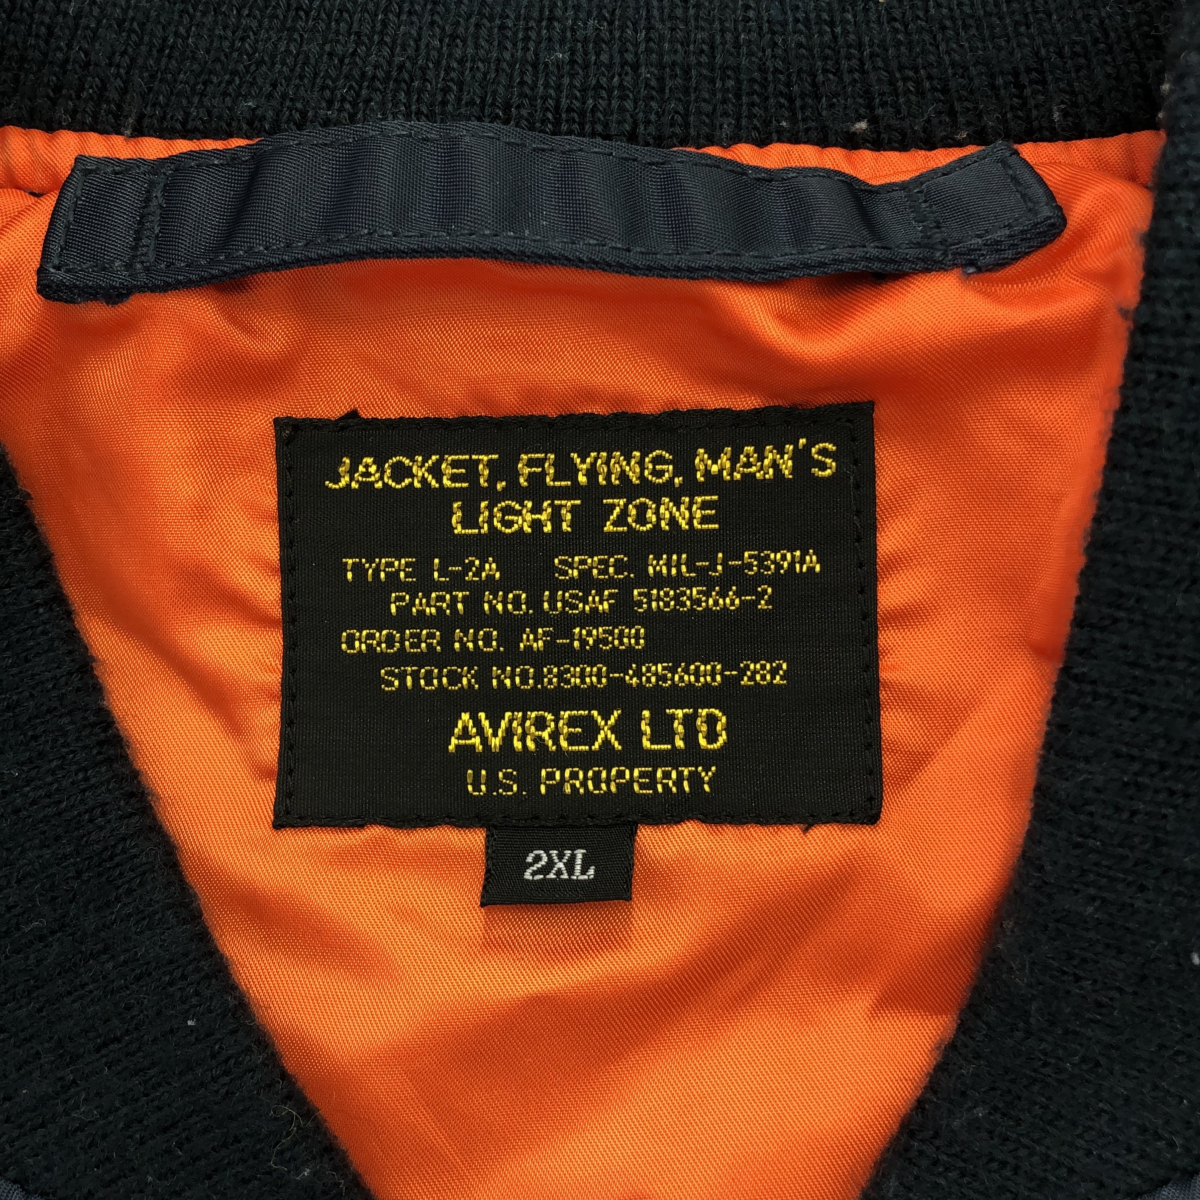 JACKET, FLYING, MAN'S
LIGHT ZONE
TYPE L-2A SPEC. MIL-J-5391A
PART NO. USAF 5183566-2
ORDER NO. AF-19500
STOCK NO.8300-485600-282
AVIREX LTD
U.S. PROPERTY
2XL